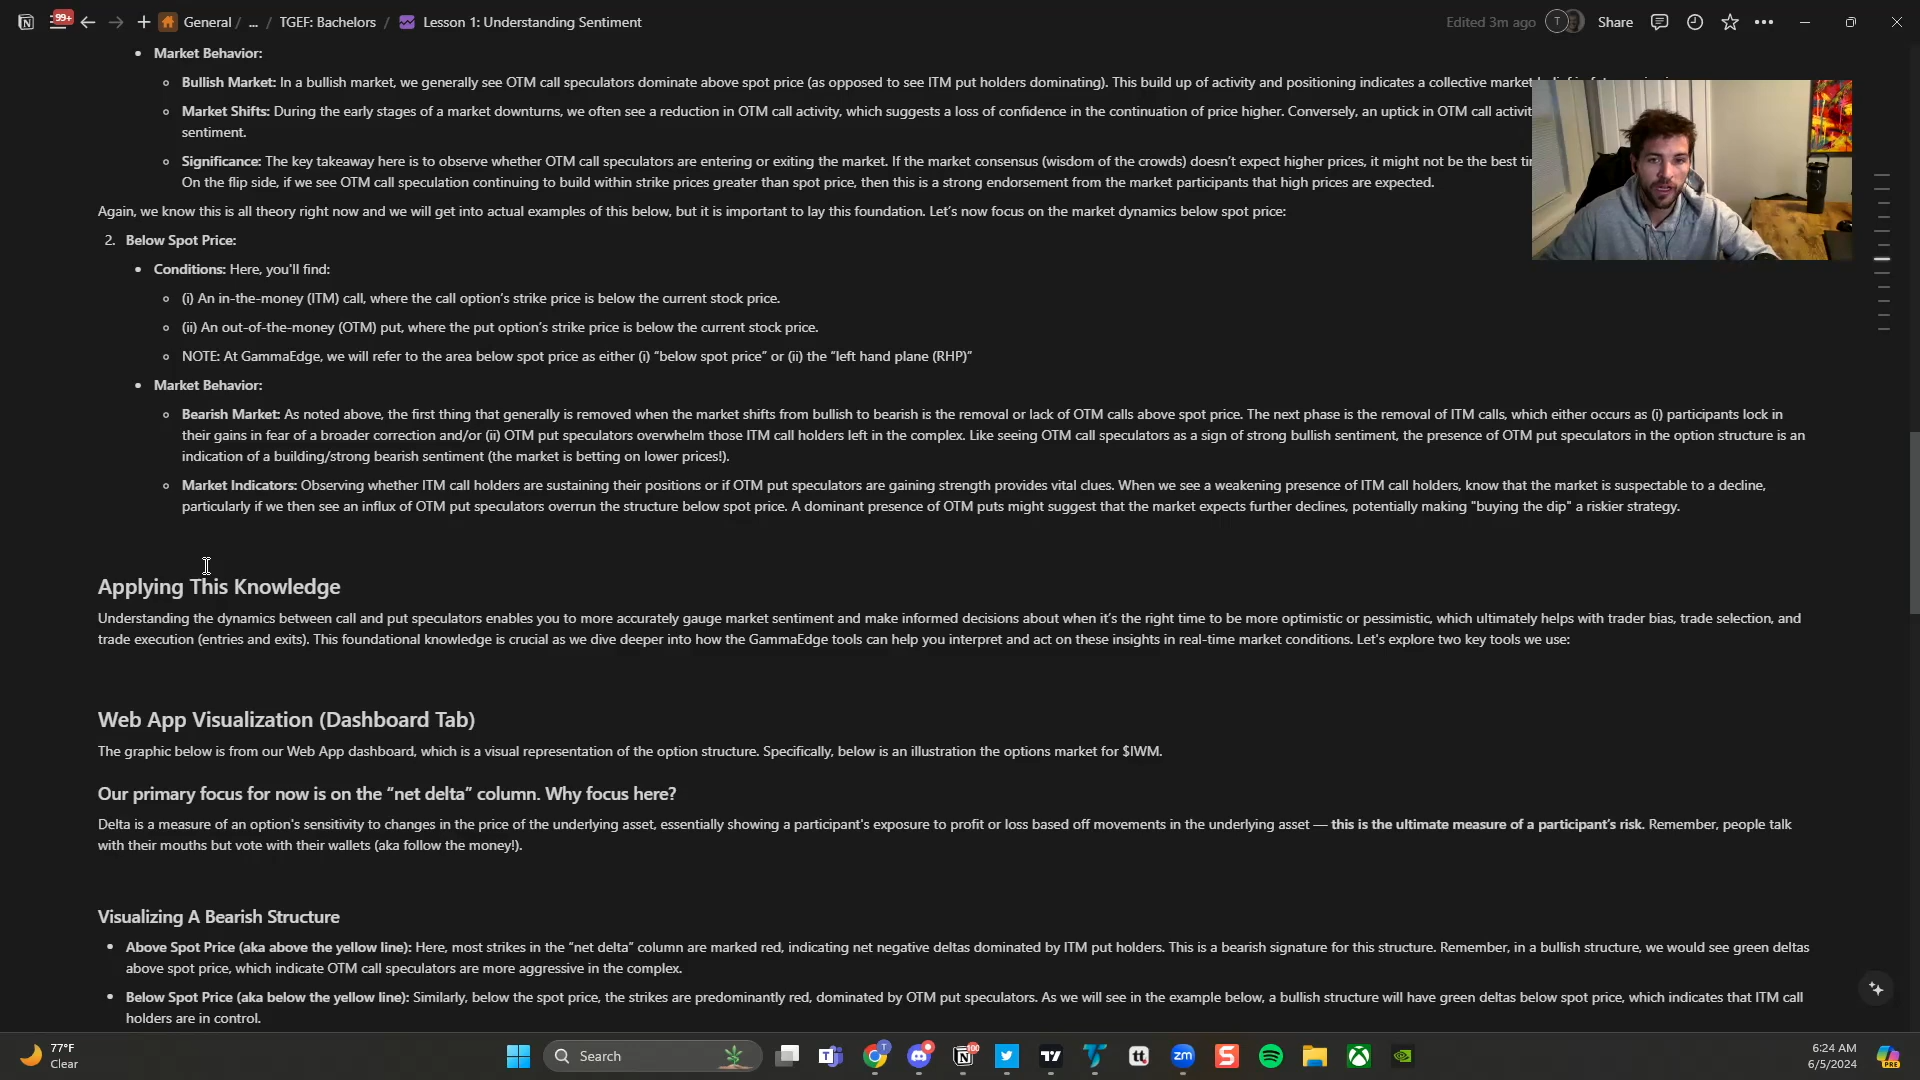 99+
General / ... / TGEF: Bachelors / Lesson 1: Understanding Sentiment
Edited 3m ago T Share
• Market Behavior:
◦ Bullish Market: In a bullish market, we generally see OTM call speculators dominate above spot price (as opposed to see ITM put holders dominating). This build up of activity and positioning indicates a collective market
◦ Market Shifts: During the early stages of a market downturns, we often see a reduction in OTM call activity, which suggests a loss of confidence in the continuation of price higher. Conversely, an uptick in OTM call activit
sentiment.
◦ Significance: The key takeaway here is to observe whether OTM call speculators are entering or exiting the market. If the market consensus (wisdom of the crowds) doesn't expect higher prices, it might not be the best ti
On the flip side, if we see OTM call speculation continuing to build within strike prices greater than spot price, then this is a strong endorsement from the market participants that high prices are expected.
Again, we know this is all theory right now and we will get into actual examples of this below, but it is important to lay this foundation. Let's now focus on the market dynamics below spot price:
2. Below Spot Price:
• Conditions: Here, you'll find:
◦ (i) An in-the-money (ITM) call, where the call option's strike price is below the current stock price.
◦ (ii) An out-of-the-money (OTM) put, where the put option's strike price is below the current stock price.
◦ NOTE: At GammaEdge, we will refer to the area below spot price as either (i) "below spot price" or (ii) the "left hand plane (RHP)"
• Market Behavior:
◦ Bearish Market: As noted above, the first thing that generally is removed when the market shifts from bullish to bearish is the removal or lack of OTM calls above spot price. The next phase is the removal of ITM calls, which either occurs as (i) participants lock in
their gains in fear of a broader correction and/or (ii) OTM put speculators overwhelm those ITM call holders left in the complex. Like seeing OTM call speculators as a sign of strong bullish sentiment, the presence of OTM put speculators in the option structure is an
indication of a building/strong bearish sentiment (the market is betting on lower prices!).
◦ Market Indicators: Observing whether ITM call holders are sustaining their positions or if OTM put speculators are gaining strength provides vital clues. When we see a weakening presence of ITM call holders, know that the market is suspectable to a decline,
particularly if we then see an influx of OTM put speculators overrun the structure below spot price. A dominant presence of OTM puts might suggest that the market expects further declines, potentially making "buying the dip" a riskier strategy.
Applying This Knowledge
Understanding the dynamics between call and put speculators enables you to more accurately gauge market sentiment and make informed decisions about when it's the right time to be more optimistic or pessimistic, which ultimately helps with trader bias, trade selection, and
trade execution (entries and exits). This foundational knowledge is crucial as we dive deeper into how the GammaEdge tools can help you interpret and act on these insights in real-time market conditions. Let's explore two key tools we use:
Web App Visualization (Dashboard Tab)
The graphic below is from our Web App dashboard, which is a visual representation of the option structure. Specifically, below is an illustration the options market for $IWM.
Our primary focus for now is on the "net delta" column. Why focus here?
Delta is a measure of an option's sensitivity to changes in the price of the underlying asset, essentially showing a participant's exposure to profit or loss based off movements in the underlying asset — this is the ultimate measure of a participant's risk. Remember, people talk
with their mouths but vote with their wallets (aka follow the money!).
Visualizing A Bearish Structure
• Above Spot Price (aka above the yellow line): Here, most strikes in the "net delta" column are marked red, indicating net negative deltas dominated by ITM put holders. This is a bearish signature for this structure. Remember, in a bullish structure, we would see green deltas
above spot price, which indicate OTM call speculators are more aggressive in the complex.
• Below Spot Price (aka below the yellow line): Similarly, below the spot price, the strikes are predominantly red, dominated by OTM put speculators. As we will see in the example below, a bullish structure will have green deltas below spot price, which indicates that ITM call
holders are in control.
77°F
Clear
Search
T
100
tt
zm
S
PRE
6:24 AM
6/5/2024